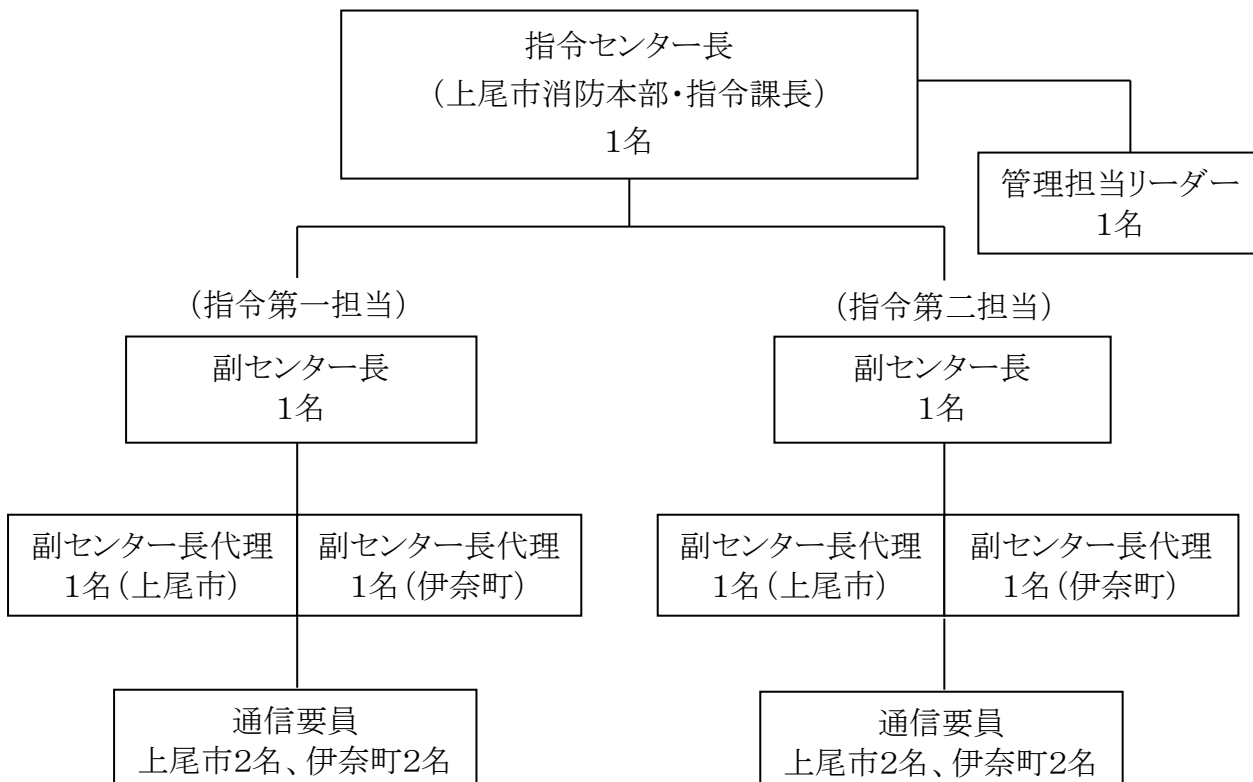 指令センター長
（上尾市消防本部・指令課長）
１名
管理担当リーダー
１名
（指令第一担当）
（指令第二担当）
副センター長
１名
副センター長
１名
副センター長代理
１名（上尾市）
副センター長代理
１名（伊奈町）
副センター長代理
１名（上尾市）
副センター長代理
１名（伊奈町）
通信要員
上尾市２名、伊奈町２名
通信要員
上尾市２名、伊奈町２名